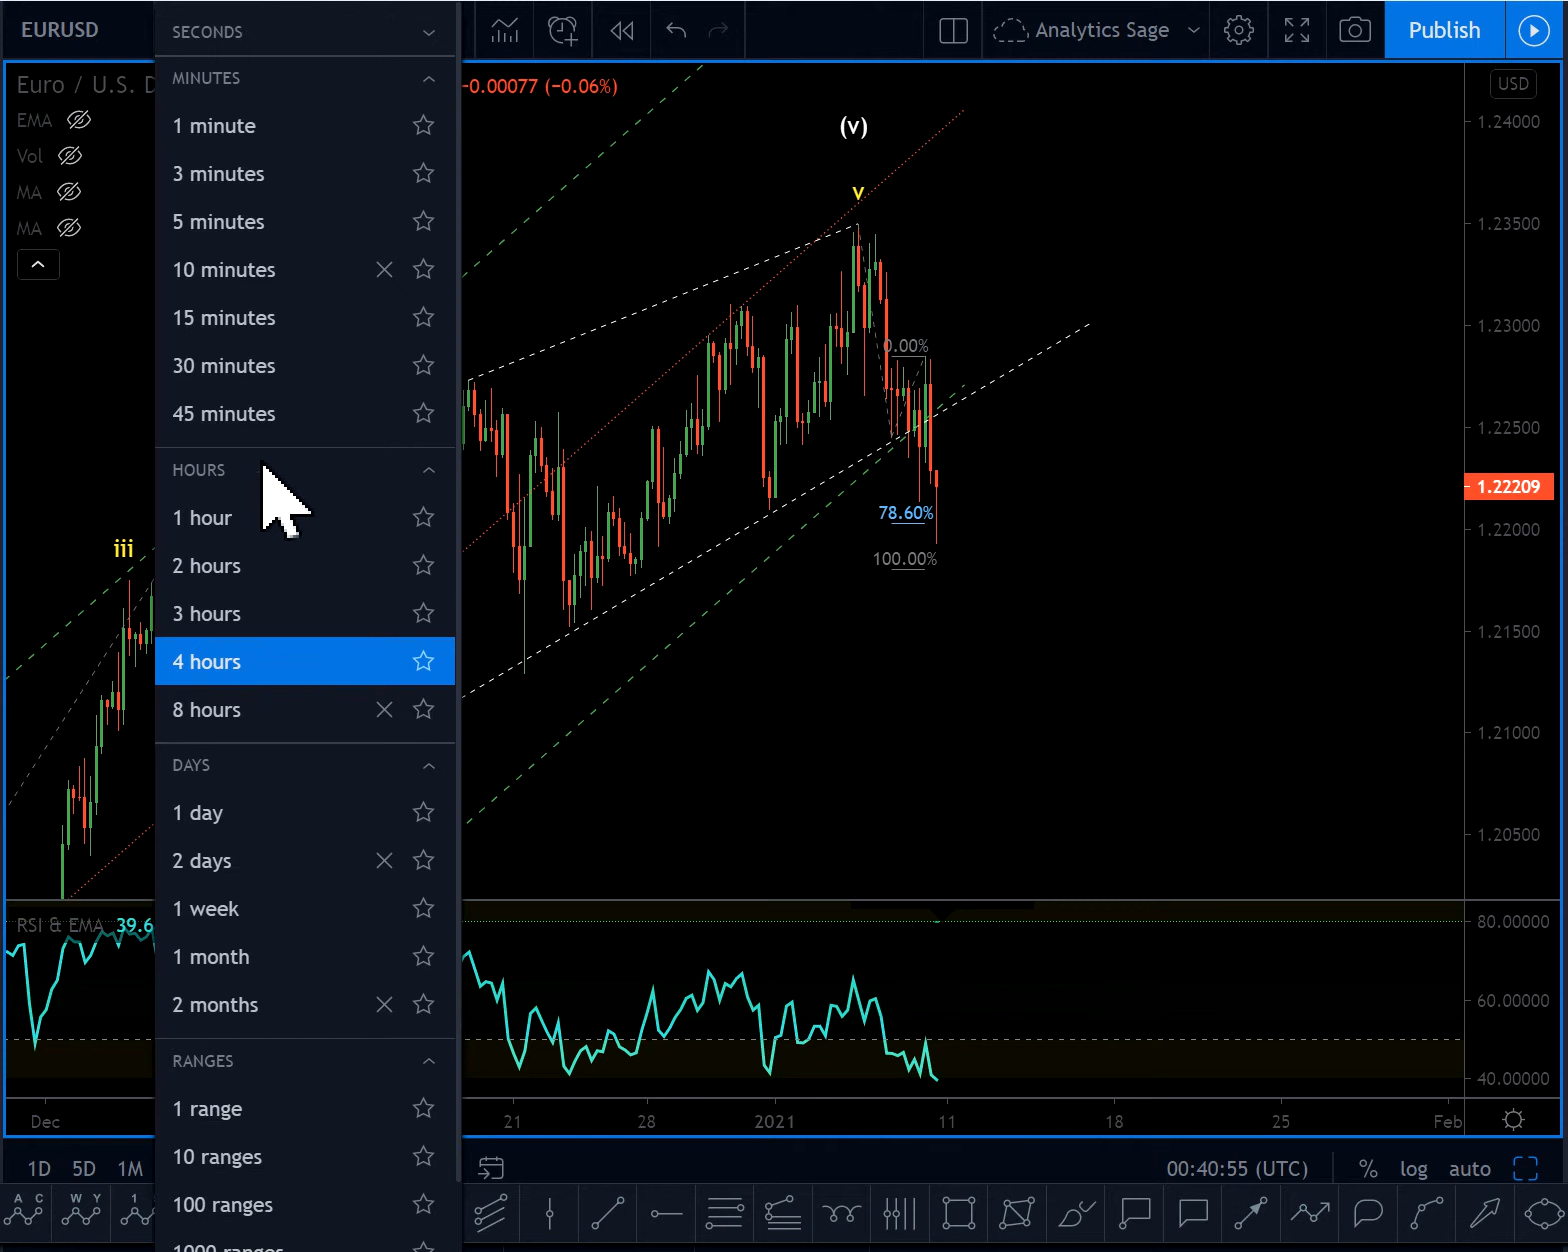 EURUSD
SECONDS
Analytics Sage
Publish
Euro / U.S. D
-0.00077 (-0.06%)
USD
EMA
Vol
MA
MA
MINUTES
1 minute
3 minutes
5 minutes
10 minutes
15 minutes
30 minutes
45 minutes
HOURS
1 hour
2 hours
3 hours
4 hours
8 hours
DAYS
1 day
2 days
1 week
1 month
2 months
RANGES
1 range
10 ranges
100 ranges
1000 ranges
(v)
v
iii
0.00%
78.60%
100.00%
1.24000
1.23500
1.23000
1.22500
1.22209
1.22000
1.21500
1.21000
1.20500
RSI & EMA 39.6
80.00000
60.00000
40.00000
Dec 21 28 2021 11 18 25 Feb
1D 5D 1M
00:40:55 (UTC) % log auto
A C W Y 1